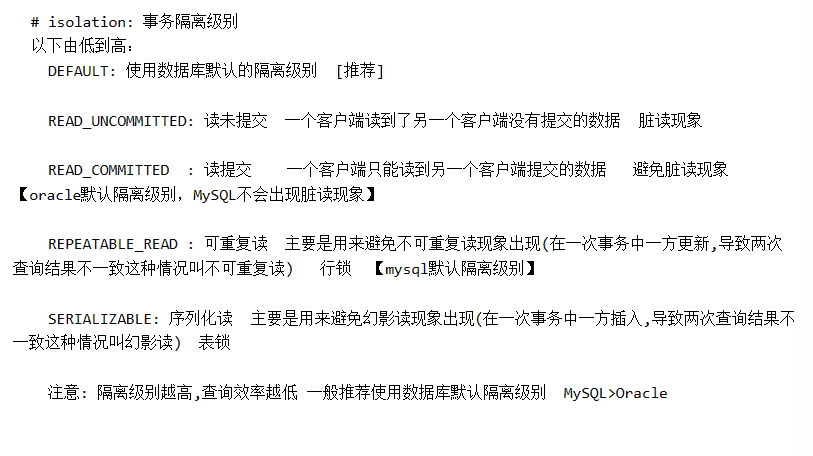 # isolation: 事务隔离级别
以下由低到高:
DEFAULT: 使用数据库默认的隔离级别 [推荐]
READ_UNCOMMITTED: 读未提交 一个客户端读到了另一个客户端没有提交的数据 脏读现象
READ_COMMITTED : 读提交 一个客户端只能读到另一个客户端提交的数据 避免脏读现象
【oracle默认隔离级别, MySQL不会出现脏读现象】
REPEATABLE_READ : 可重复读 主要是用来避免不可重复读现象出现(在一次事务中一方更新,导致两次
查询结果不一致这种情况叫不可重复读) 行锁 【mysql默认隔离级别】
SERIALIZABLE: 序列化读 主要是用来避免幻影读现象出现(在一次事务中一方插入,导致两次查询结果不
一致这种情况叫幻影读) 表锁
注意: 隔离级别越高,查询效率越低 一般推荐使用数据库默认隔离级别 MySQL>Oracle